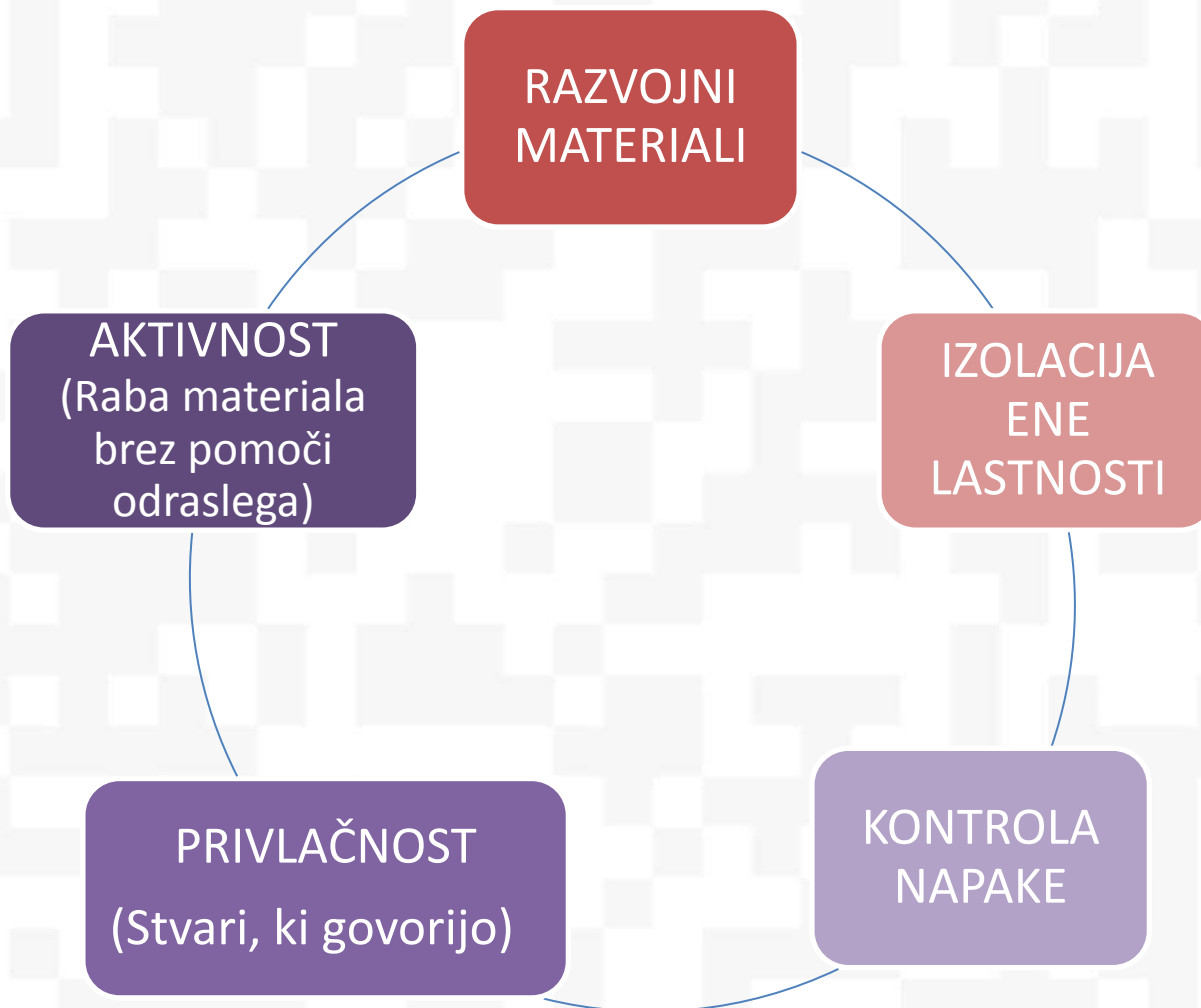 RAZVOJNI
MATERIALI
IZOLACIJA
ENE
LASTNOSTI
KONTROLA
NAPAKE
PRIVLAČNOST
(Stvari, ki govorijo)
AKTIVNOST
(Raba materiala
brez pomoči
odraslega)